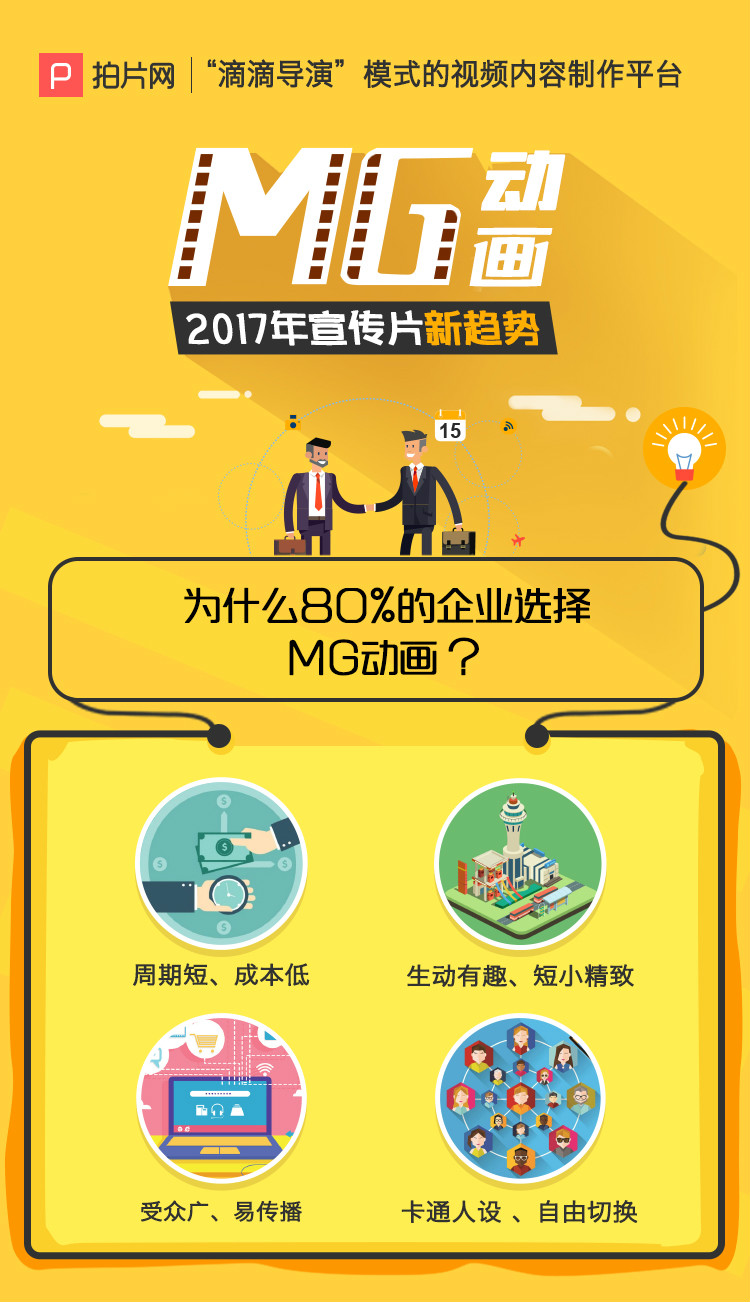 拍片网 “滴滴导演”模式的视频内容制作平台
MG动画
2017年宣传片新趋势
15
为什么80%的企业选择
MG动画？
周期短、成本低
生动有趣、短小精致
受众广、易传播
卡通人设 、自由切换